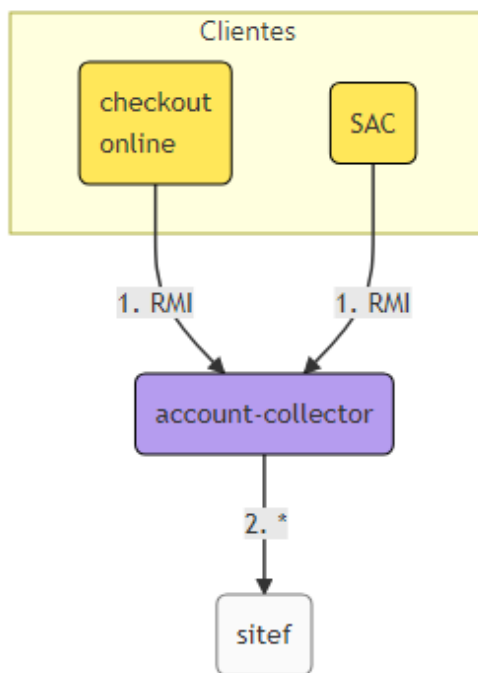 Clientes
checkout
online
SAC
1. RMI
1. RMI
account-collector
2. *
sitef